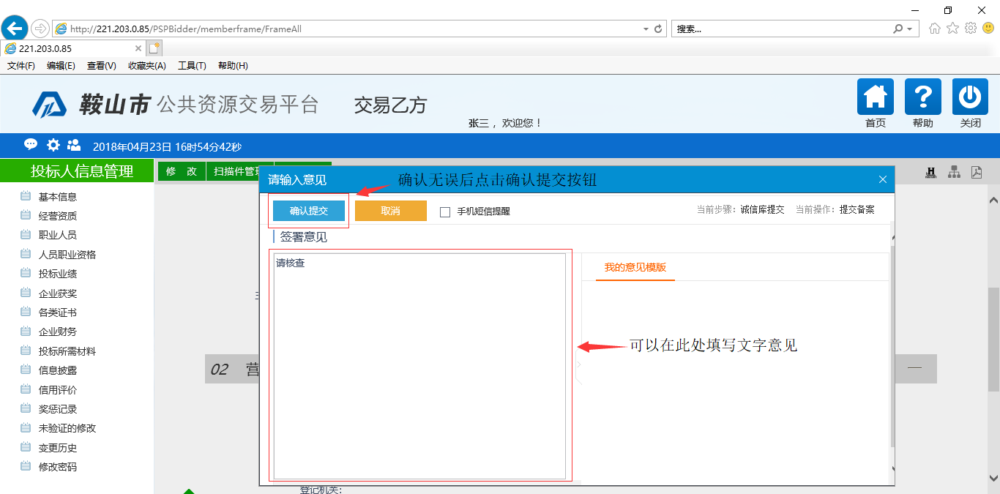 http://221.203.0.85/PSPBidder/memberframe/FrameAll
搜索...
221.203.0.85
文件(F) 编辑(E) 查看(V) 收藏夹(A) 工具(T) 帮助(H)
鞍山市 公共资源交易平台 交易乙方
张三 ，欢迎您！
首页 帮助 关闭
2018年04月23日 16时54分42秒
投标人信息管理
修 改 扫描件管理
基本信息
经营资质
职业人员
人员职业资格
投标业绩
企业获奖
各类证书
企业财务
投标所需材料
信息披露
信用评价
奖惩记录
未验证的修改
变更历史
修改密码
请输入意见
确认无误后点击确认提交按钮
确认提交 取消 手机短信提醒
当前步骤：诚信库提交 当前操作：提交备案
签署意见
请核查
我的意见模版
可以在此处填写文字意见
02 营
登记机关：